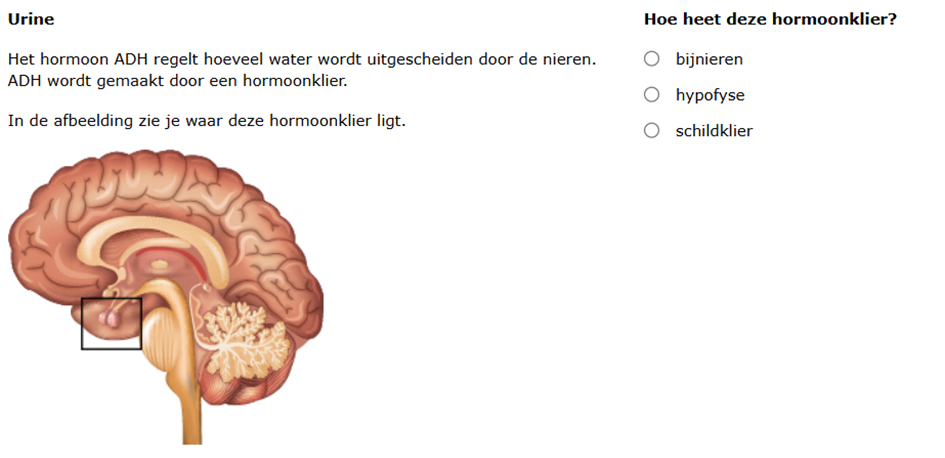 Urine
Het hormoon ADH regelt hoeveel water wordt uitgescheiden door de nieren.
ADH wordt gemaakt door een hormoonklier.
In de afbeelding zie je waar deze hormoonklier ligt.
Hoe heet deze hormoonklier?
bijnieren
hypofyse
schildklier